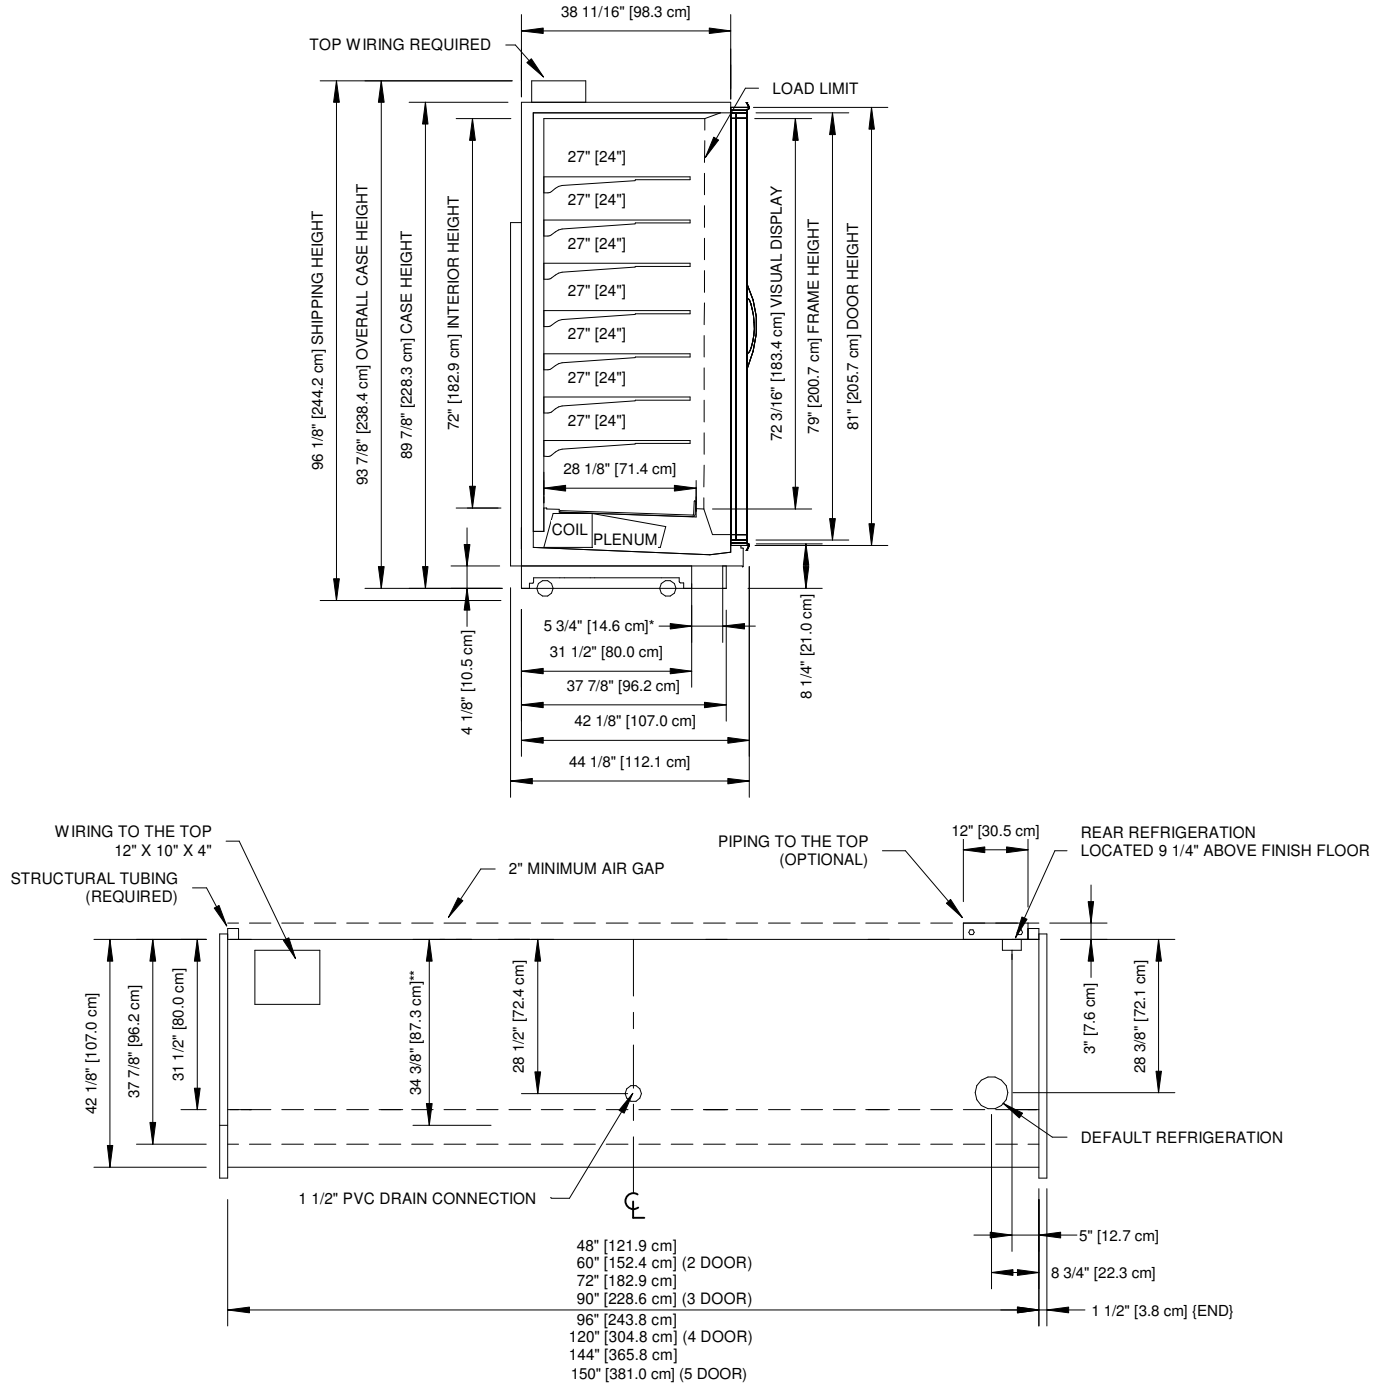 38 11/16" [98.3 cm]
TOP WIRING REQUIRED
LOAD LIMIT
96 1/8" [244.2 cm] SHIPPING HEIGHT
93 7/8" [238.4 cm] OVERALL CASE HEIGHT
89 7/8" [228.3 cm] CASE HEIGHT
72" [182.9 cm] INTERIOR HEIGHT
27" [24"]
27" [24"]
27" [24"]
27" [24"]
27" [24"]
27" [24"]
27" [24"]
72 3/16" [183.4 cm] VISUAL DISPLAY
79" [200.7 cm] FRAME HEIGHT
81" [205.7 cm] DOOR HEIGHT
28 1/8" [71.4 cm]
COIL
PLENUM
4 1/8" [10.5 cm]
5 3/4" [14.6 cm]*
31 1/2" [80.0 cm]
37 7/8" [96.2 cm]
42 1/8" [107.0 cm]
44 1/8" [112.1 cm]
8 1/4" [21.0 cm]
WIRING TO THE TOP
12" X 10" X 4"
STRUCTURAL TUBING
(REQUIRED)
2" MINIMUM AIR GAP
PIPING TO THE TOP
(OPTIONAL)
12" [30.5 cm]
REAR REFRIGERATION
LOCATED 9 1/4" ABOVE FINISH FLOOR
42 1/8" [107.0 cm]
37 7/8" [96.2 cm]
31 1/2" [80.0 cm]
34 3/8" [87.3 cm]**
28 1/2" [72.4 cm]
3" [7.6 cm]
28 3/8" [72.1 cm]
DEFAULT REFRIGERATION
1 1/2" PVC DRAIN CONNECTION
CL
48" [121.9 cm]
60" [152.4 cm] (2 DOOR)
72" [182.9 cm]
90" [228.6 cm] (3 DOOR)
96" [243.8 cm]
120" [304.8 cm] (4 DOOR)
144" [365.8 cm]
150" [381.0 cm] (5 DOOR)
5" [12.7 cm]
8 3/4" [22.3 cm]
1 1/2" [3.8 cm] {END}